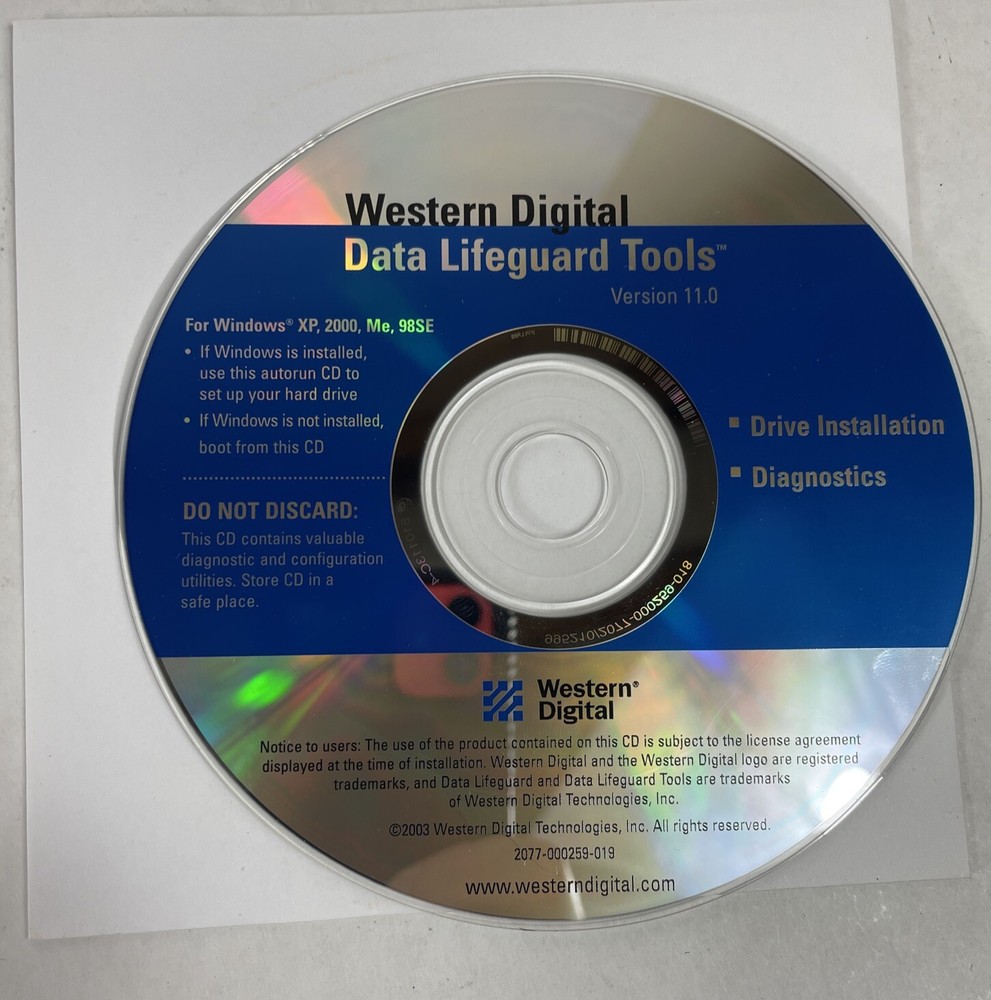 Western Digital
Data Lifeguard Tools™
Version 11.0
For Windows® XP, 2000, Me, 98SE
• If Windows is installed,
use this autorun CD to
set up your hard drive
• If Windows is not installed,
boot from this CD
DO NOT DISCARD:
This CD contains valuable
diagnostic and configuration
utilities. Store CD in a
safe place.
▪ Drive Installation
▪ Diagnostics
995210/2077-000259-018
Western®
Digital
Notice to users: The use of the product contained on this CD is subject to the license agreement
displayed at the time of installation. Western Digital and the Western Digital logo are registered
trademarks, and Data Lifeguard and Data Lifeguard Tools are trademarks
of Western Digital Technologies, Inc.
©2003 Western Digital Technologies, Inc. All rights reserved.
2077-000259-019
www.westerndigital.com